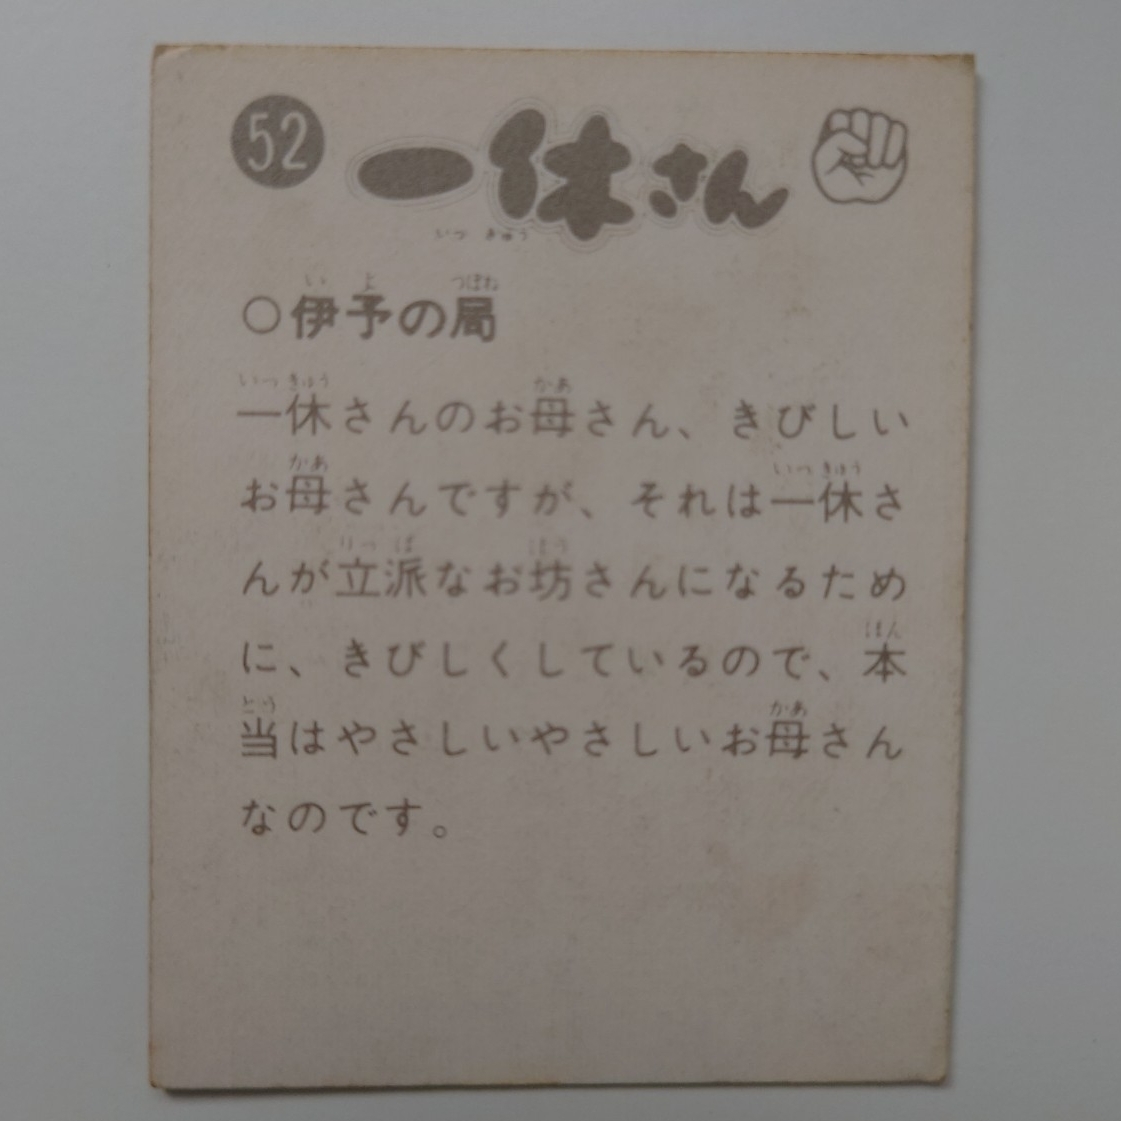 52
一休さん
いっきゅう
○伊予の局
いよ つぼね
一休さんのお母さん、きびしい
いっきゅう かあ
お母さんですが、それは一休さ
かあ いっきゅう
んが立派なお坊さんになるため
りっぱ ぼう
に、きびしくしているので、本
ほん
当はやさしいやさしいお母さん
とう かあ
なのです。